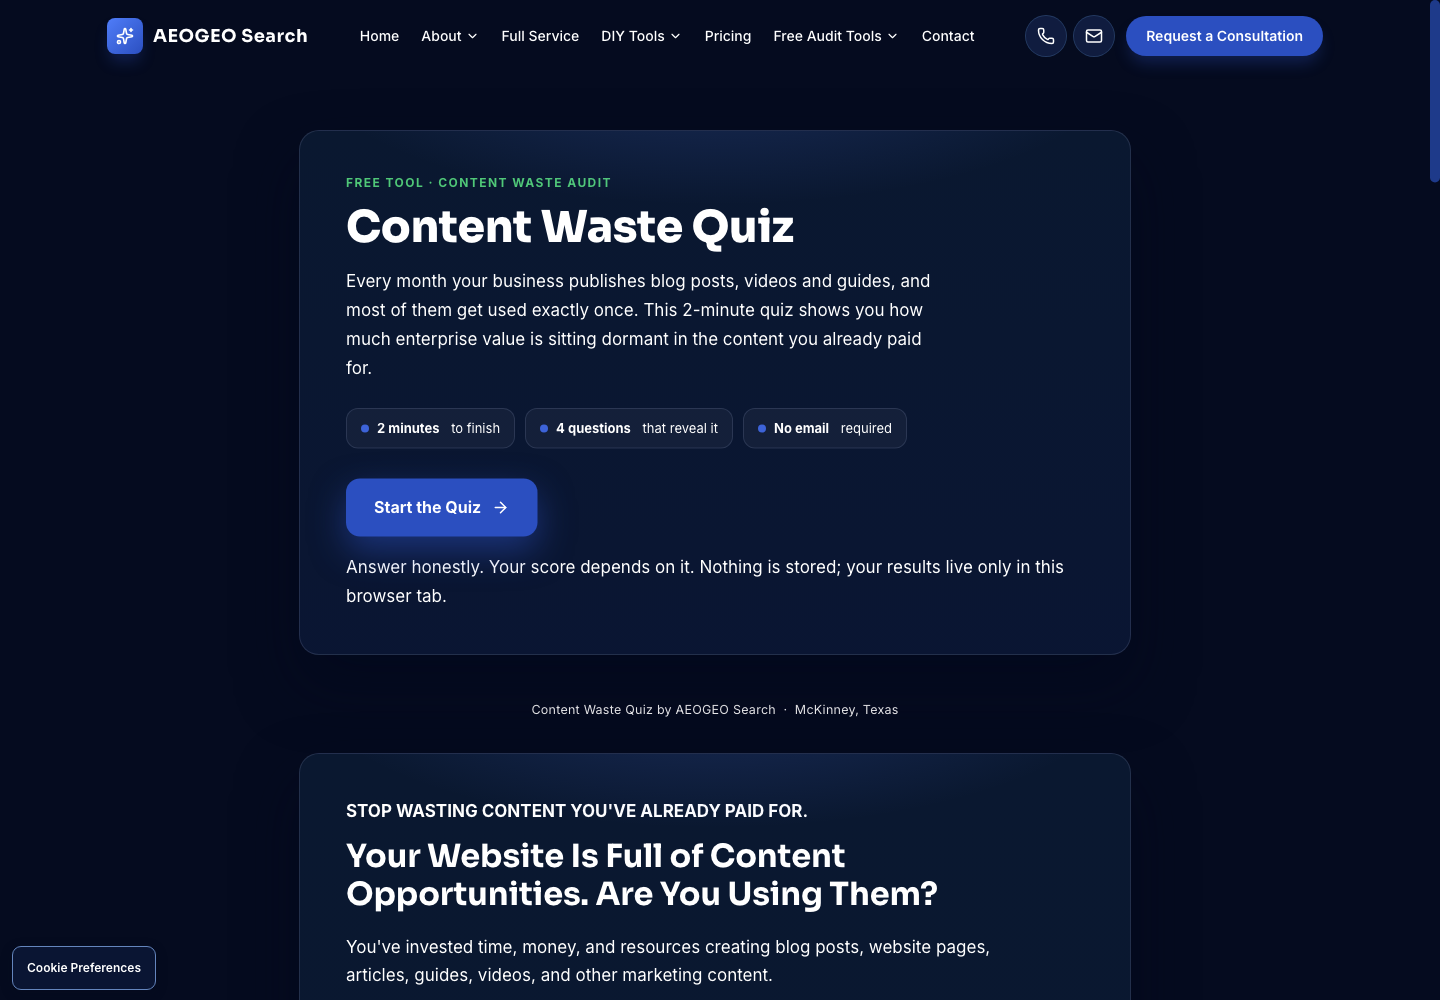 AEOGEO Search
Home
About
Full Service
DIY Tools
Pricing
Free Audit Tools
Contact
Request a Consultation
FREE TOOL · CONTENT WASTE AUDIT
Content Waste Quiz
Every month your business publishes blog posts, videos and guides, and
most of them get used exactly once. This 2-minute quiz shows you how
much enterprise value is sitting dormant in the content you already paid
for.
2 minutes to finish
4 questions that reveal it
No email required
Start the Quiz
Answer honestly. Your score depends on it. Nothing is stored; your results live only in this
browser tab.
Content Waste Quiz by AEOGEO Search · McKinney, Texas
STOP WASTING CONTENT YOU'VE ALREADY PAID FOR.
Your Website Is Full of Content
Opportunities. Are You Using Them?
You've invested time, money, and resources creating blog posts, website pages,
articles, guides, videos, and other marketing content.
Cookie Preferences